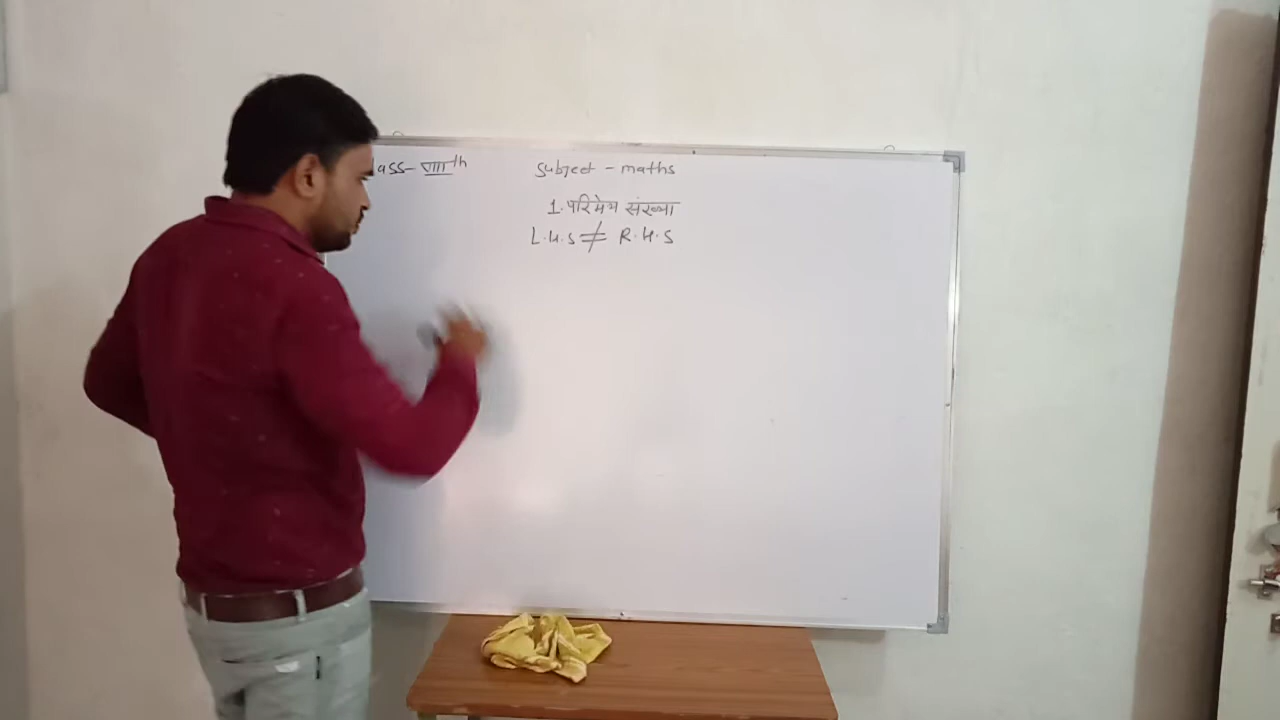 ass- VIIIth Subject - maths
1. परिमेय संख्या
L.H.S ≠ R.H.S